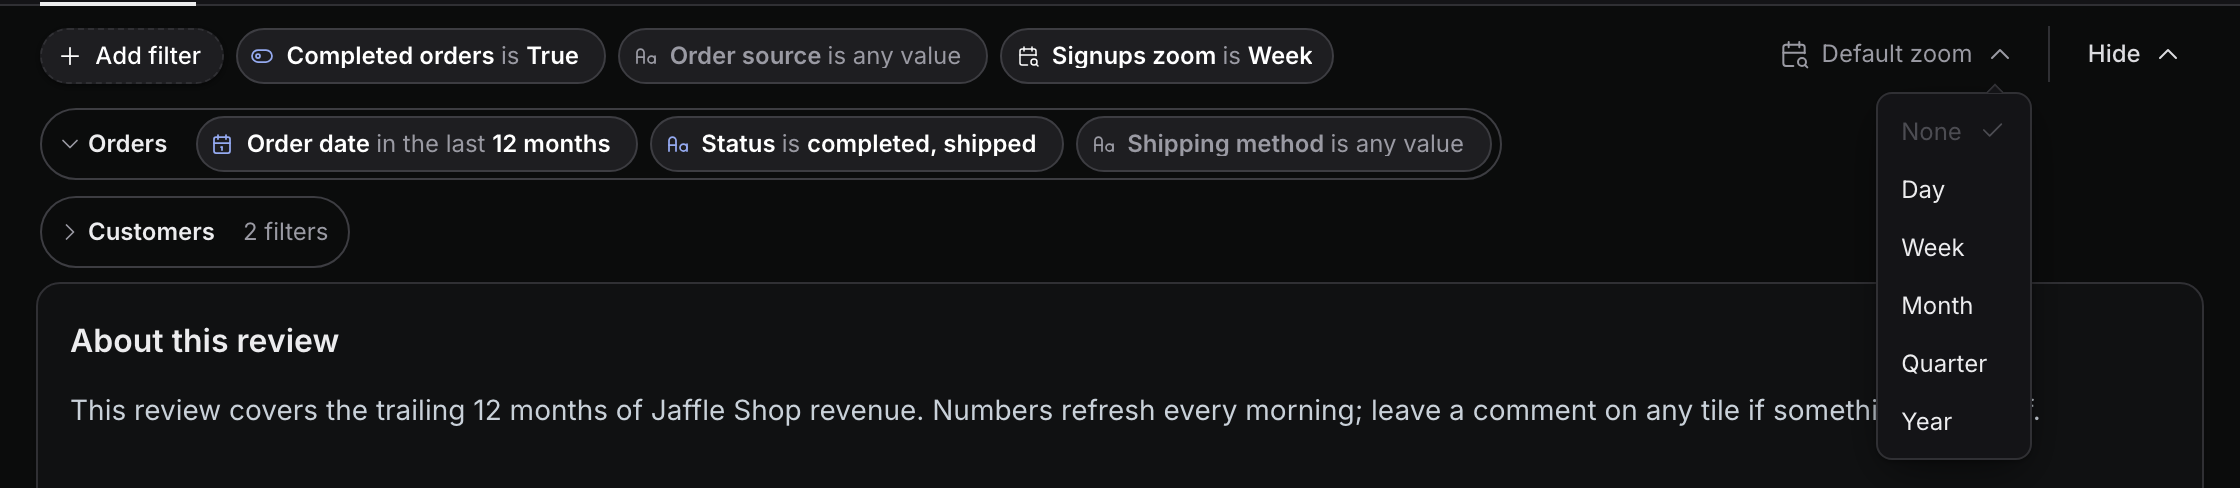 Add filter
Completed orders is True
Order source is any value
Signups zoom is Week
Default zoom
Hide
Orders
Order date in the last 12 months
Status is completed, shipped
Shipping method is any value
Customers 2 filters
None
Day
Week
Month
Quarter
Year
About this review
This review covers the trailing 12 months of Jaffle Shop revenue. Numbers refresh every morning; leave a comment on any tile if